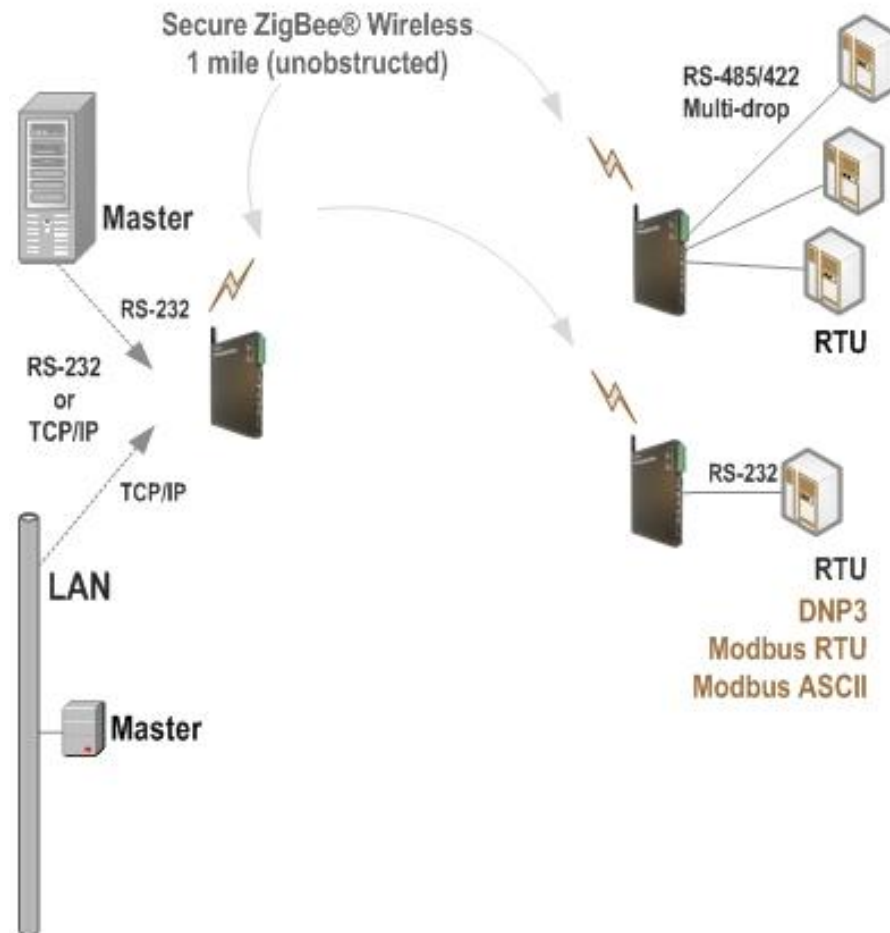 Secure ZigBee® Wireless
1 mile (unobstructed)
RS-485/422
Multi-drop
Master
RS-232
RS-232
or
TCP/IP
TCP/IP
RTU
RS-232
LAN
RTU
DNP3
Modbus RTU
Modbus ASCII
Master